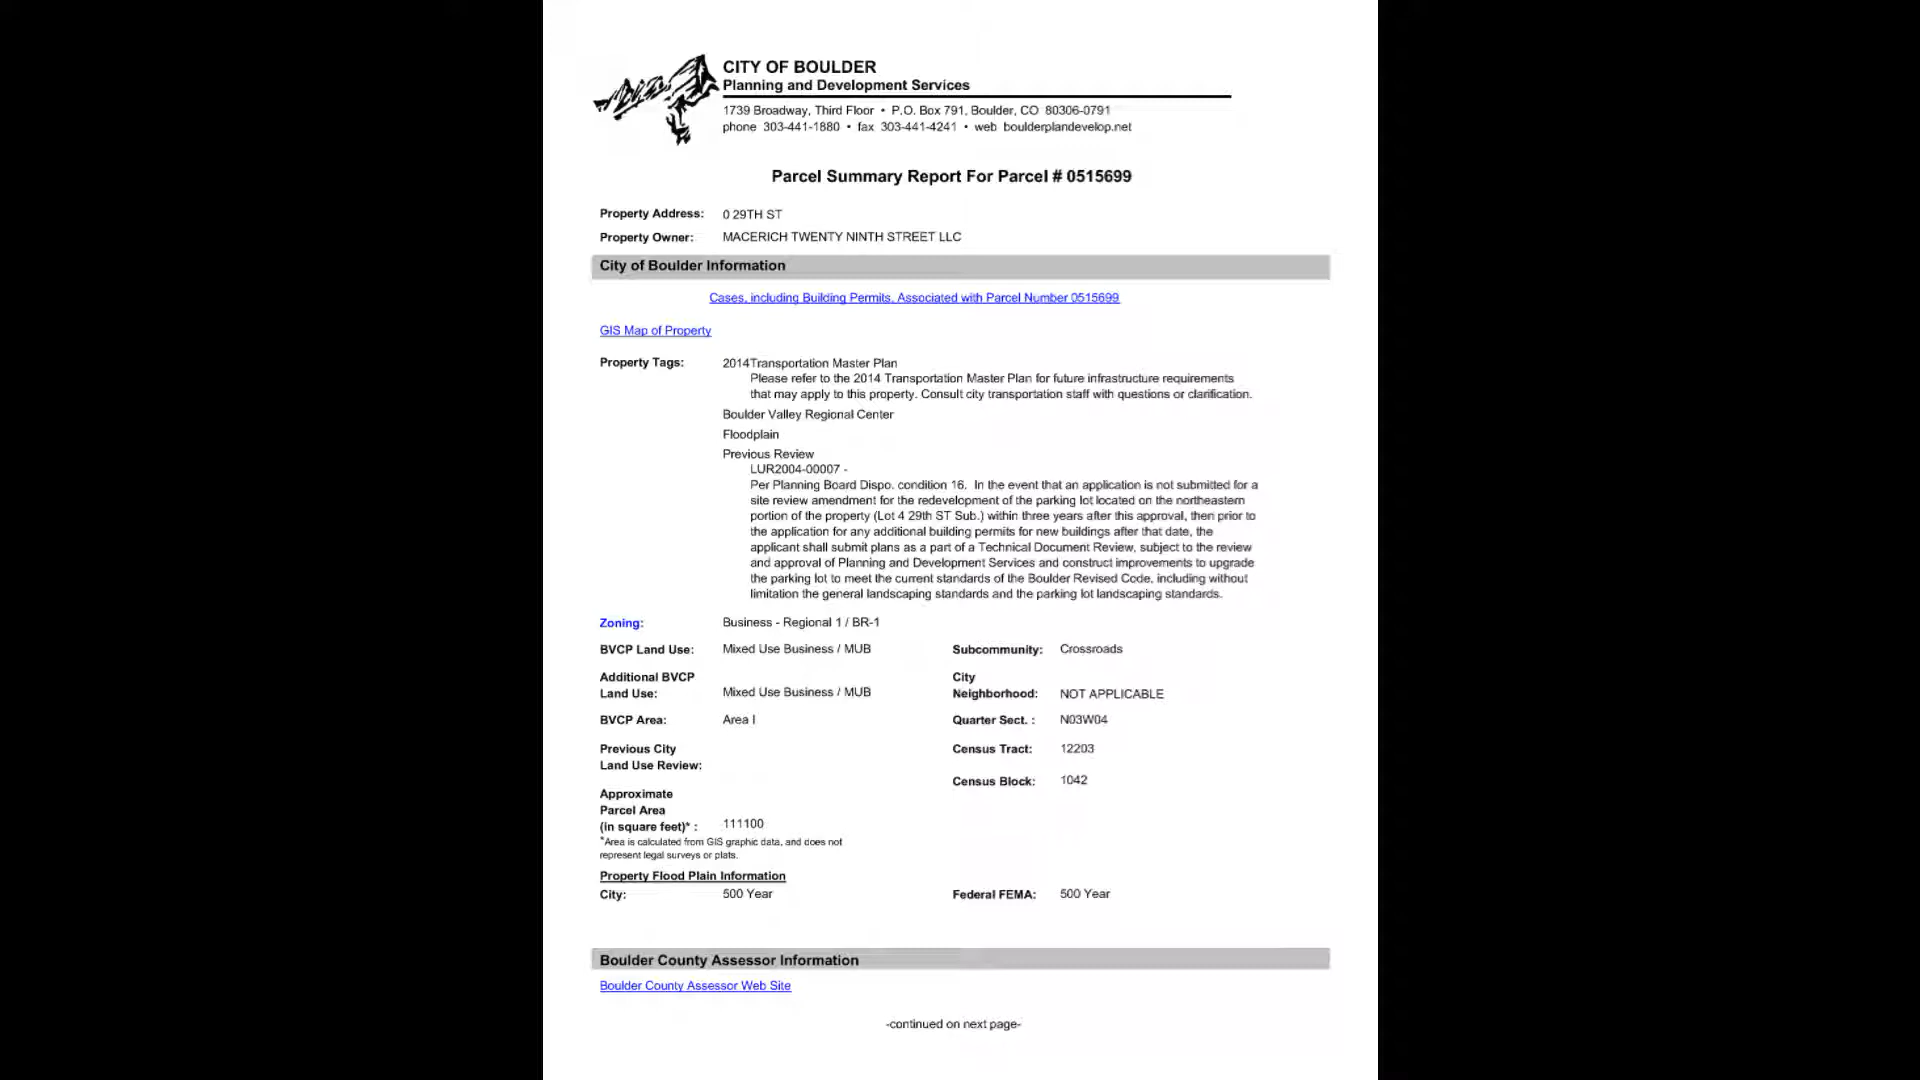 CITY OF BOULDER
Planning and Development Services
1739 Broadway, Third Floor • P.O. Box 791, Boulder, CO 80306-0791
phone 303-441-1880 • fax 303-441-4241 • web boulderplandevelop.net
Parcel Summary Report For Parcel # 0515699
Property Address: 0 29TH ST
Property Owner: MACERICH TWENTY NINTH STREET LLC
City of Boulder Information
Cases, including Building Permits, Associated with Parcel Number 0515699
GIS Map of Property
Property Tags: 2014Transportation Master Plan
Please refer to the 2014 Transportation Master Plan for future infrastructure requirements
that may apply to this property. Consult city transportation staff with questions or clarification.
Boulder Valley Regional Center
Floodplain
Previous Review
LUR2004-00007 -
Per Planning Board Dispo. condition 16. In the event that an application is not submitted for a
site review amendment for the redevelopment of the parking lot located on the northeastern
portion of the property (Lot 4 29th ST Sub.) within three years after this approval, then prior to
the application for any additional building permits for new buildings after that date, the
applicant shall submit plans as a part of a Technical Document Review, subject to the review
and approval of Planning and Development Services and construct improvements to upgrade
the parking lot to meet the current standards of the Boulder Revised Code, including without
limitation the general landscaping standards and the parking lot landscaping standards.
Zoning: Business - Regional 1 / BR-1
BVCP Land Use: Mixed Use Business / MUB Subcommunity: Crossroads
Additional BVCP City
Land Use: Mixed Use Business / MUB Neighborhood: NOT APPLICABLE
BVCP Area: Area I Quarter Sect. : N03W04
Previous City Census Tract: 12203
Land Use Review:
Census Block: 1042
Approximate
Parcel Area
(in square feet)* : 111100
*Area is calculated from GIS graphic data, and does not
represent legal surveys or plats.
Property Flood Plain Information
City: 500 Year Federal FEMA: 500 Year
Boulder County Assessor Information
Boulder County Assessor Web Site
-continued on next page-